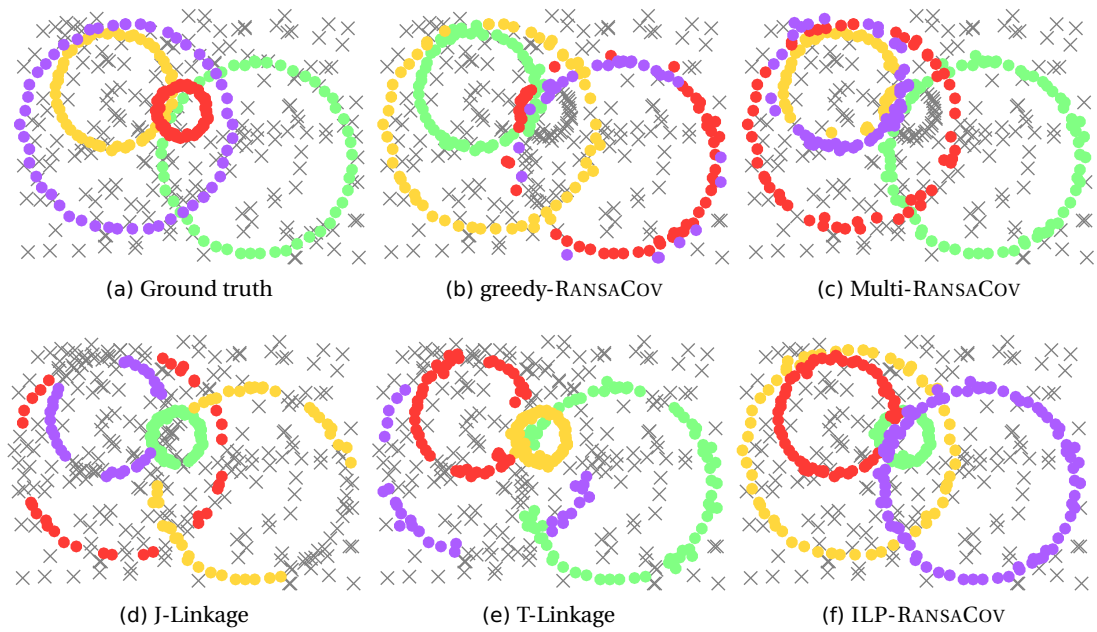 (a) Ground truth
(b) greedy-RANSACOV
(c) Multi-RANSACOV
(d) J-Linkage
(e) T-Linkage
(f) ILP-RANSACOV